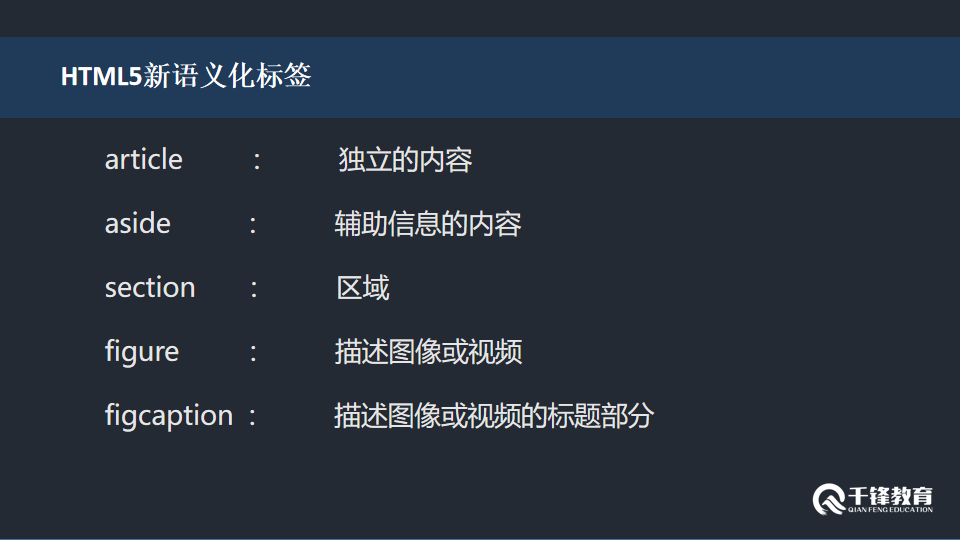 HTML5新语义化标签
article : 独立的内容
aside : 辅助信息的内容
section : 区域
figure : 描述图像或视频
figcaption : 描述图像或视频的标题部分
千锋教育
QIAN FENG EDUCATION